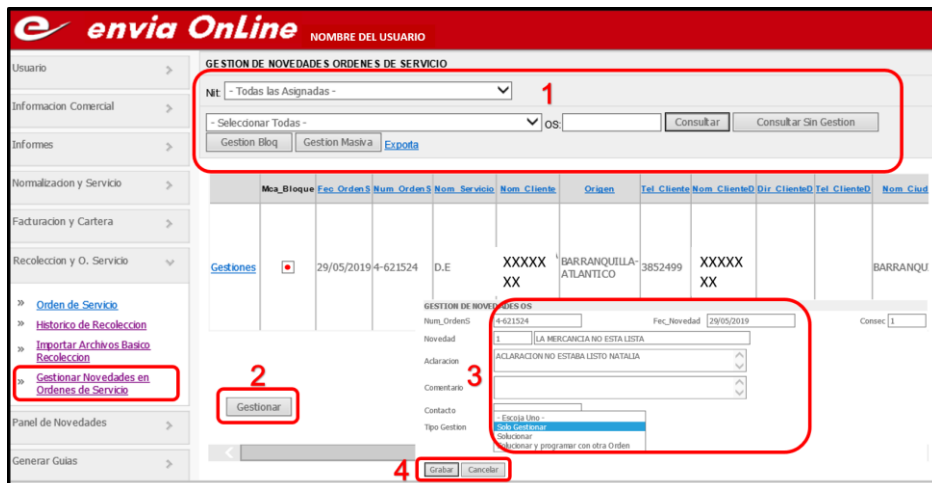 envia OnLine NOMBRE DEL USUARIO
Usuario
Informacion Comercial
Informes
Normalizacion y Servicio
Facturacion y Cartera
Recoleccion y O. Servicio
» Orden de Servicio
» Historico de Recoleccion
» Importar Archivos Basico
Recoleccion
» Gestionar Novedades en
Ordenes de Servicio
Panel de Novedades
Generar Guias
GESTION DE NOVEDADES ORDENES DE SERVICIO
Nit: - Todas las Asignadas -
1
- Seleccionar Todas - OS: Consultar Consultar Sin Gestion
Gestion Bloq Gestion Masiva Exporta
Mca_Bloque Fec_OrdenS Num_OrdenS Nom_Servicio Nom_Cliente Origen Tel_Cliente Nom_ClienteD Dir_ClienteD Tel_ClienteD Nom_Ciud
Gestiones 29/05/2019 4-621524 D.E XXXXX XX BARRANQUILLA-ATLANTICO 3852499 XXXXX XX BARRANQU
2
Gestionar
GESTION DE NOVEDADES OS
Num_OrdenS 4-621524 Fec_Novedad 29/05/2019 Consec 1
Novedad 1 LA MERCANCIA NO ESTA LISTA
Aclaracion ACLARACION NO ESTABA LISTO NATALIA
3
Comentario
Contacto
Tipo Gestion
- Escoja Uno -
Solo Gestionar
Solucionar
Solucionar y programar con otra Orden
4
Grabar Cancelar